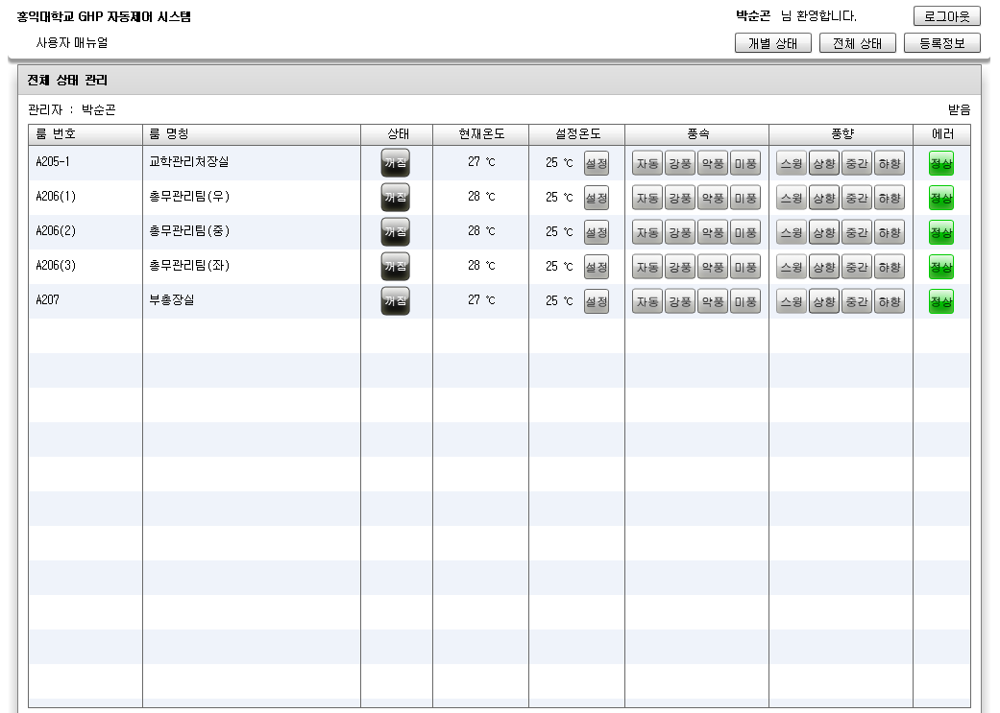 홍익대학교 GHP 자동제어 시스템
박순곤 님 환영합니다. 로그아웃
사용자 매뉴얼 개별 상태 전체 상태 등록정보
전체 상태 관리
관리자 : 박순곤 받음
룸 번호 룸 명칭 상태 현재온도 설정온도 풍속 풍향 에러
A205-1 교학관리처장실 꺼짐 27 ℃ 25 ℃ 설정 자동 강풍 약풍 미풍 스윙 상향 중간 하향 정상
A206(1) 총무관리팀(우) 꺼짐 28 ℃ 25 ℃ 설정 자동 강풍 약풍 미풍 스윙 상향 중간 하향 정상
A206(2) 총무관리팀(중) 꺼짐 28 ℃ 25 ℃ 설정 자동 강풍 약풍 미풍 스윙 상향 중간 하향 정상
A206(3) 총무관리팀(좌) 꺼짐 28 ℃ 25 ℃ 설정 자동 강풍 약풍 미풍 스윙 상향 중간 하향 정상
A207 부총장실 꺼짐 27 ℃ 25 ℃ 설정 자동 강풍 약풍 미풍 스윙 상향 중간 하향 정상